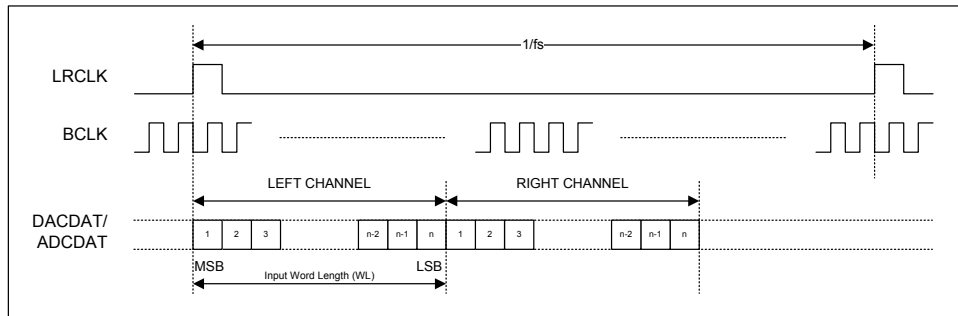 1/fs
LRCLK
BCLK
LEFT CHANNEL RIGHT CHANNEL
DACDAT/
ADCDAT
1 2 3 n-2 n-1 n 1 2 3 n-2 n-1 n
MSB LSB
Input Word Length (WL)